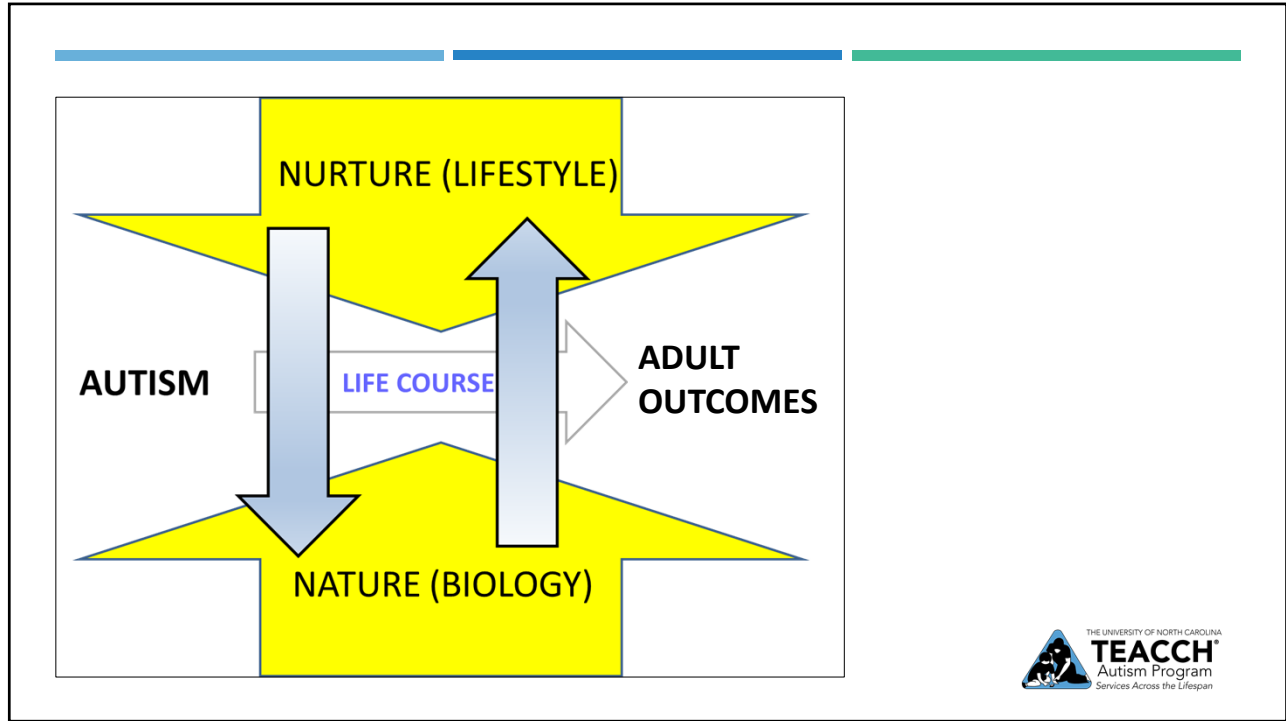 NURTURE (LIFESTYLE)
AUTISM
LIFE COURSE
ADULT
OUTCOMES
NATURE (BIOLOGY)
THE UNIVERSITY OF NORTH CAROLINA
TEACCH®
Autism Program
Services Across the Lifespan